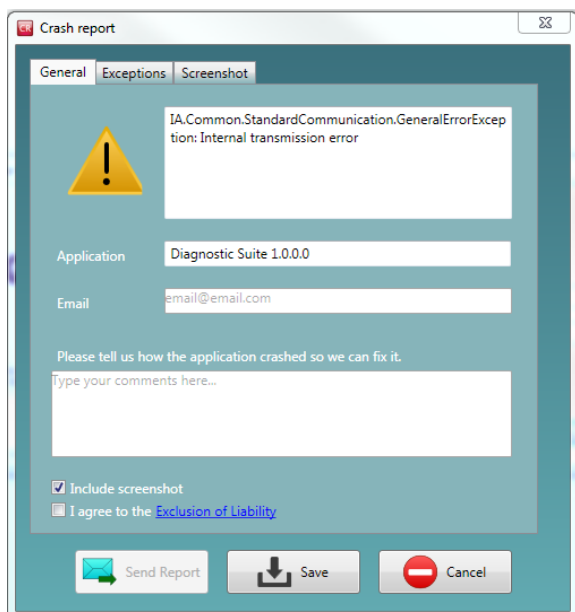 CR Crash report
General Exceptions Screenshot
IA.Common.StandardCommunication.GeneralErrorExcep
tion: Internal transmission error
Application Diagnostic Suite 1.0.0.0
Email email@email.com
Please tell us how the application crashed so we can fix it.
Type your comments here...
Include screenshot
I agree to the Exclusion of Liability
Send Report Save Cancel